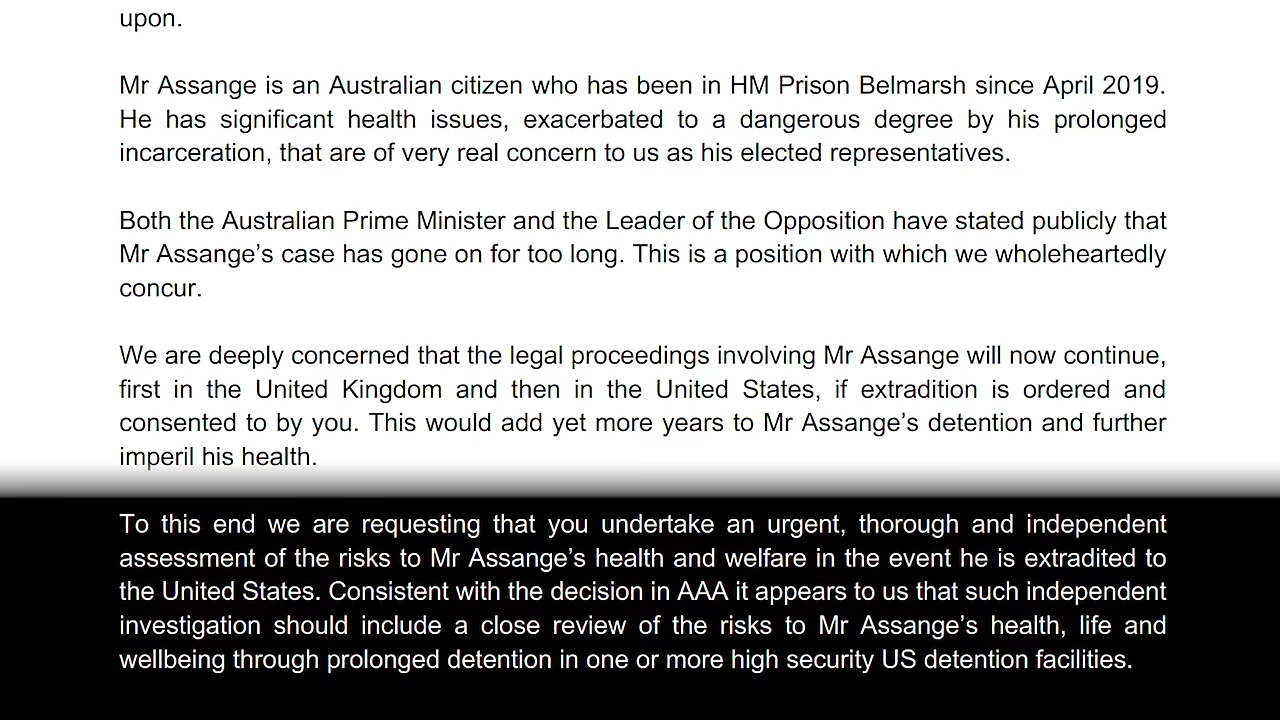 upon.
Mr Assange is an Australian citizen who has been in HM Prison Belmarsh since April 2019.
He has significant health issues, exacerbated to a dangerous degree by his prolonged
incarceration, that are of very real concern to us as his elected representatives.
Both the Australian Prime Minister and the Leader of the Opposition have stated publicly that
Mr Assange’s case has gone on for too long. This is a position with which we wholeheartedly
concur.
We are deeply concerned that the legal proceedings involving Mr Assange will now continue,
first in the United Kingdom and then in the United States, if extradition is ordered and
consented to by you. This would add yet more years to Mr Assange’s detention and further
imperil his health.
To this end we are requesting that you undertake an urgent, thorough and independent
assessment of the risks to Mr Assange’s health and welfare in the event he is extradited to
the United States. Consistent with the decision in AAA it appears to us that such independent
investigation should include a close review of the risks to Mr Assange’s health, life and
wellbeing through prolonged detention in one or more high security US detention facilities.